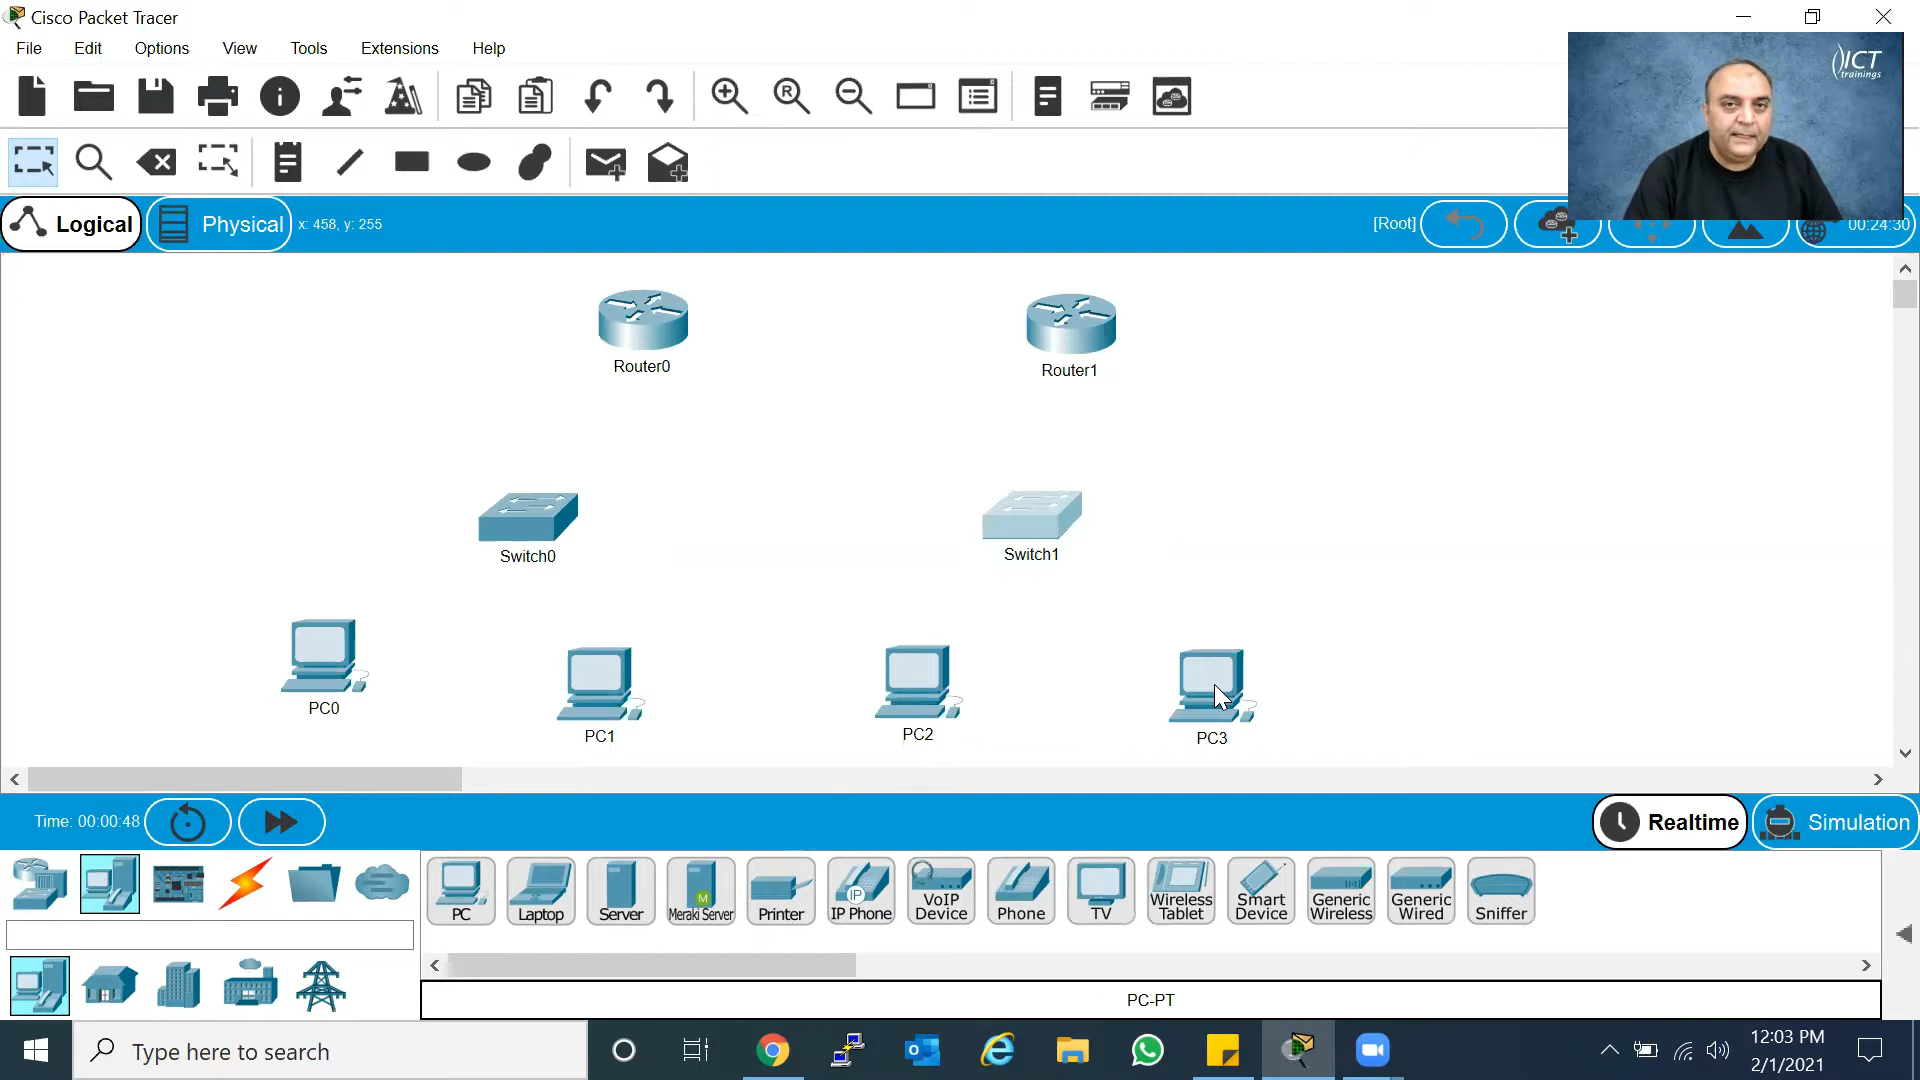 Cisco Packet Tracer
File Edit Options View Tools Extensions Help
R
ICT
trainings
Logical Physical x: 458, y: 255 [Root] 00:24:30
Router0
Router1
Switch0
Switch1
PC0
PC1
PC2
PC3
Time: 00:00:48 Realtime Simulation
PC
Laptop
Server
M
Meraki Server
Printer
IP
IP Phone
VoIP
Device
Phone
TV
Wireless
Tablet
Smart
Device
Generic
Wireless
Generic
Wired
Sniffer
PC-PT
Type here to search
12:03 PM
2/1/2021